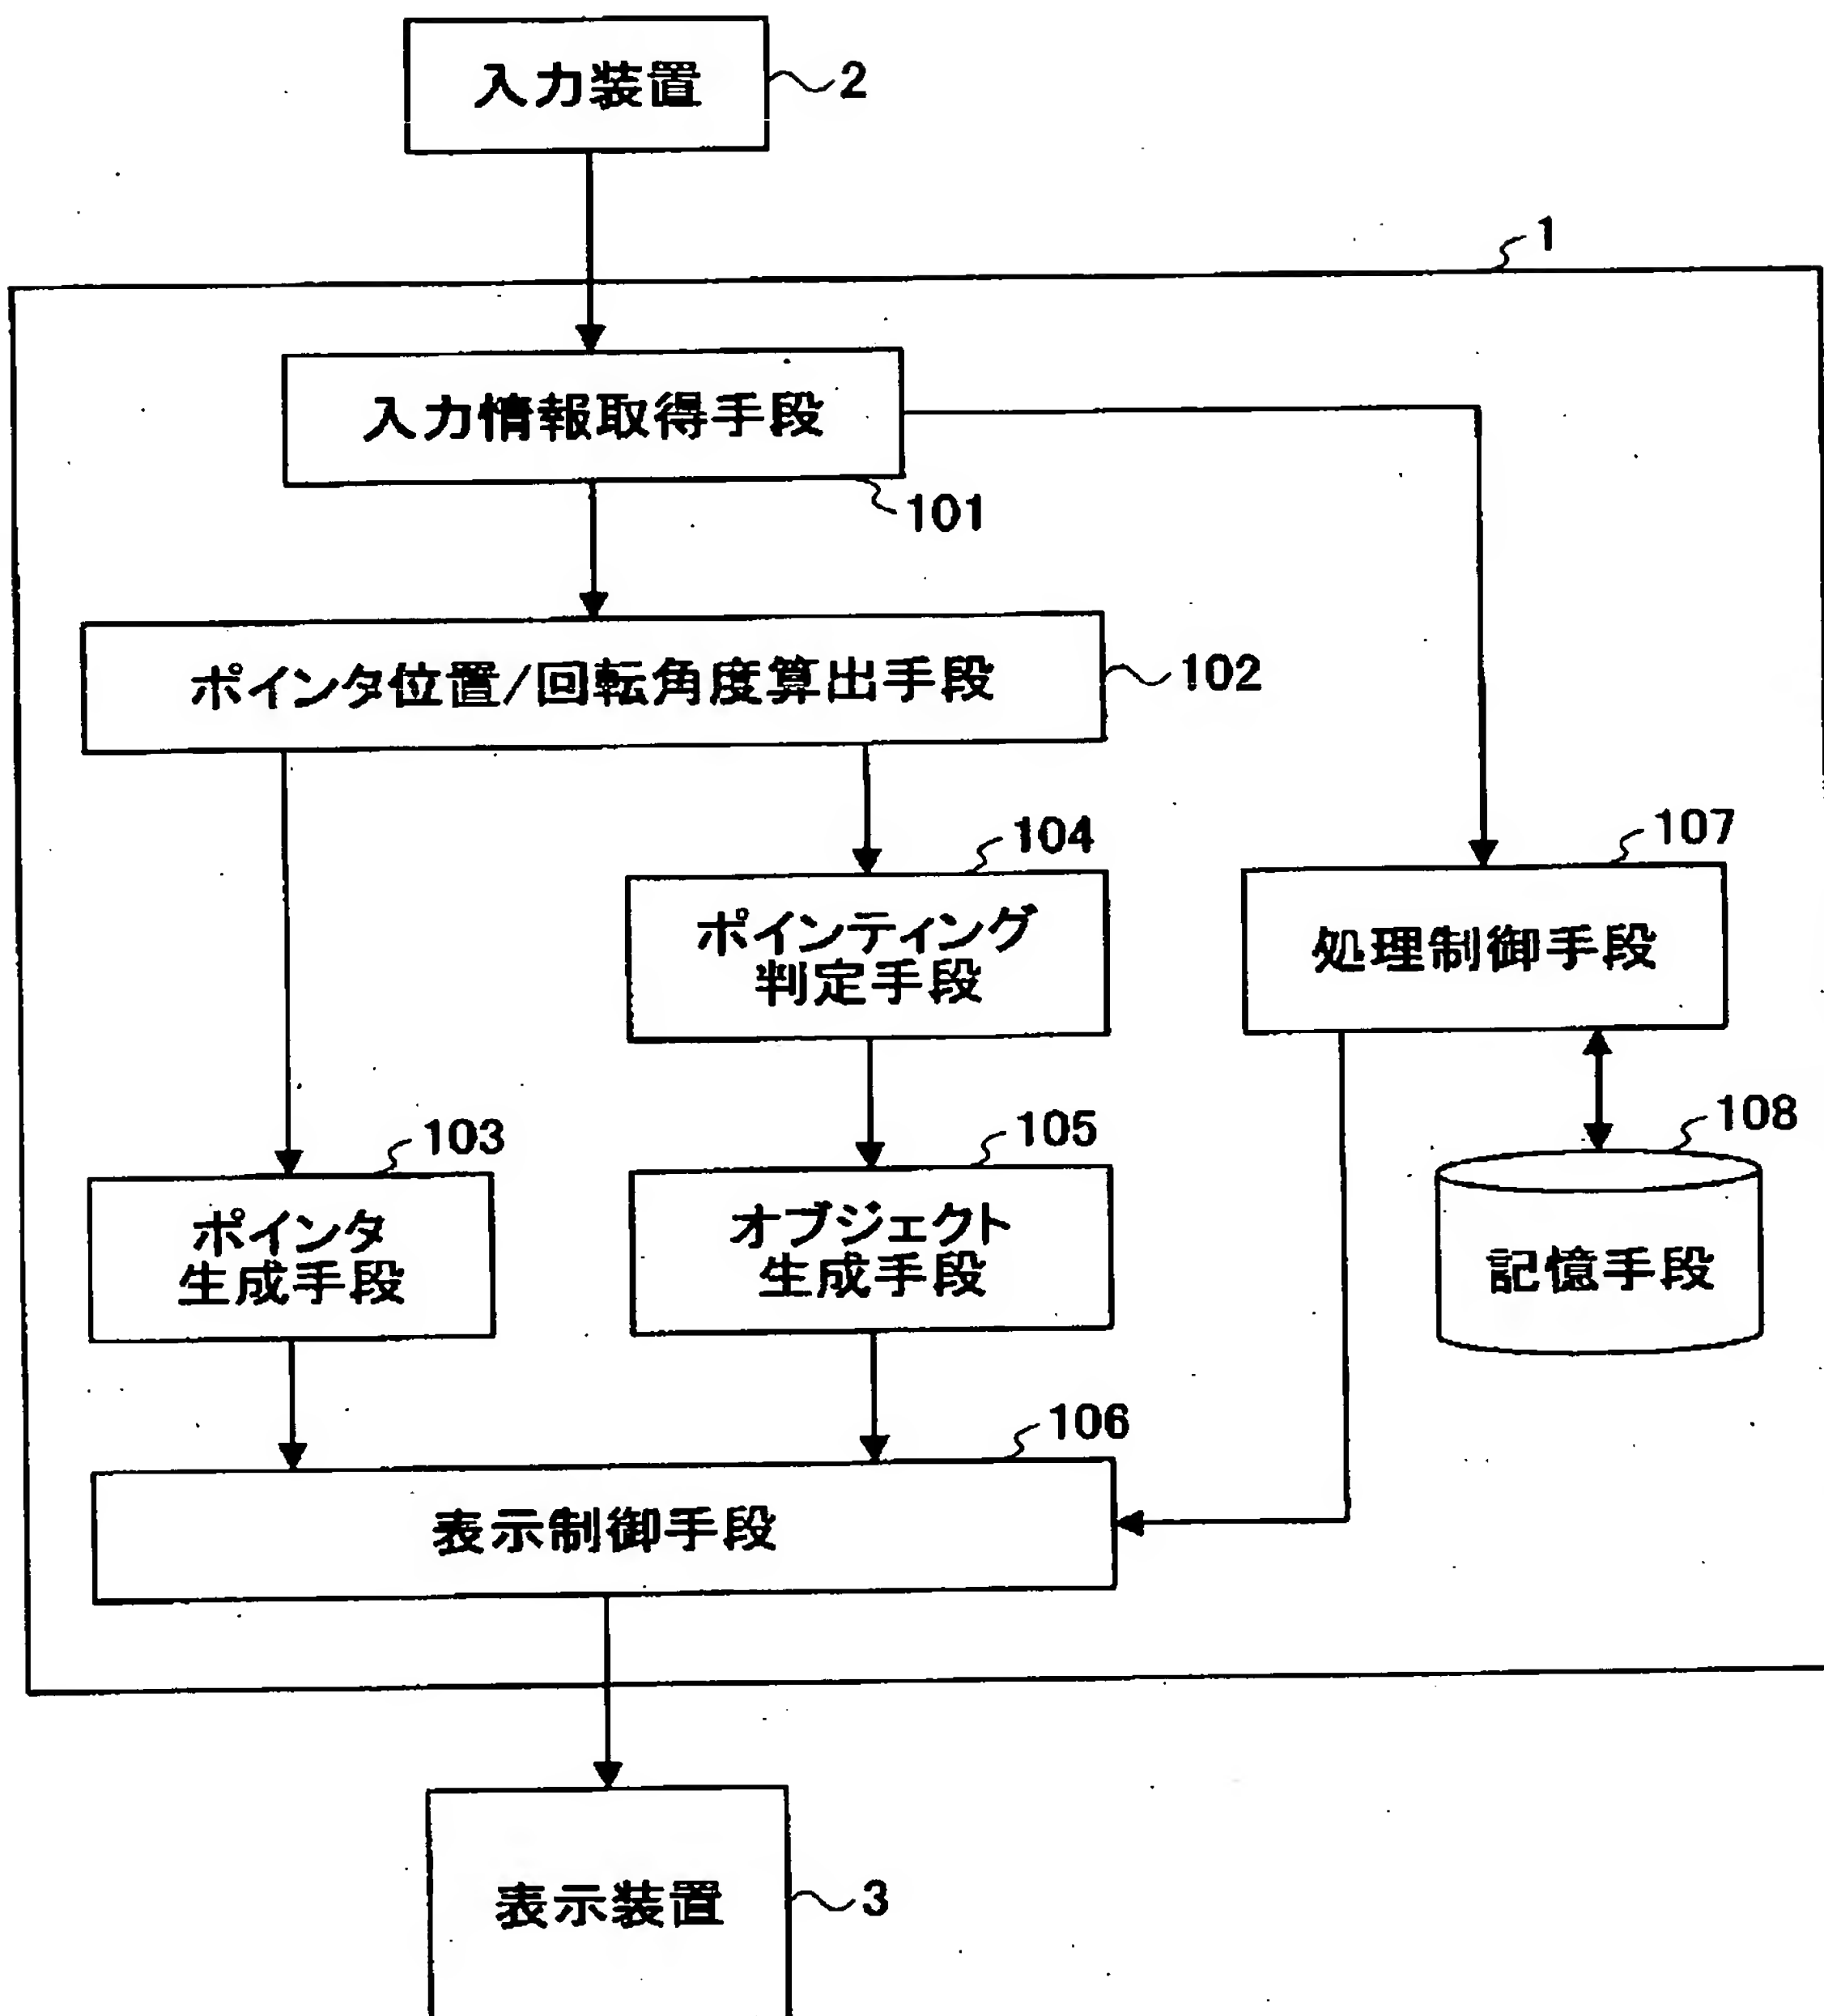 入力装置
2
1
入力情報取得手段
101
ポインタ位置/回転角度算出手段
102
104
ポインティング
判定手段
107
処理制御手段
103
ポインタ
生成手段
105
オブジェクト
生成手段
108
記憶手段
106
表示制御手段
表示装置
3